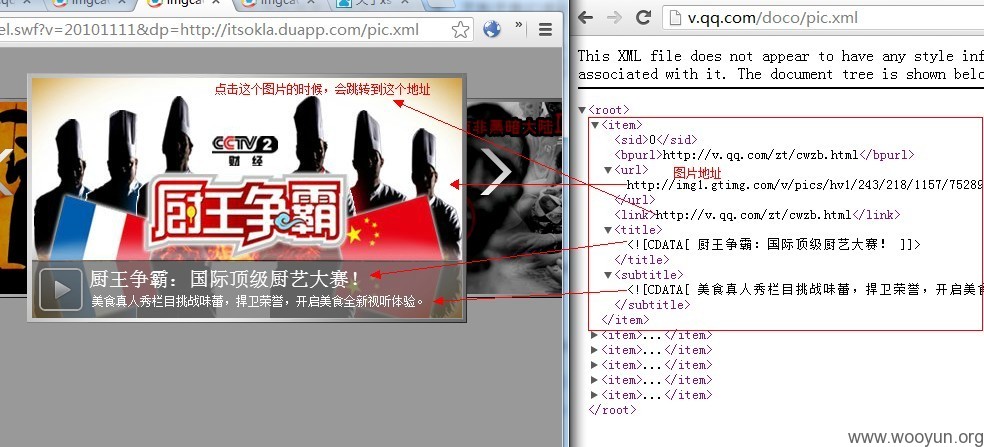 imgca
imgca
关于xs
el.swf?v=20101111&dp=http://itsokla.duapp.com/pic.xml
»
v.qq.com/doco/pic.xml
This XML file does not appear to have any style inf
associated with it. The document tree is shown belo
点击这个图片的时候，会跳转到这个地址
CCTV 2
财 经
厨王争霸
厨王争霸：国际顶级厨艺大赛！
美食真人秀栏目挑战味蕾，捍卫荣誉，开启美食全新视听体验。
非黑暗大陆
▼<root>
▼<item>
<sid>0</sid>
<bpurl>http://v.qq.com/zt/cwzb.html</bpurl>
▼<url>
图片地址
http://img1.gtimg.com/v/pics/hv1/243/218/1157/75289
</url>
<link>http://v.qq.com/zt/cwzb.html</link>
▼<title>
<![CDATA[ 厨王争霸：国际顶级厨艺大赛！ ]]>
</title>
▼<subtitle>
<![CDATA[ 美食真人秀栏目挑战味蕾，捍卫荣誉，开启美食
</subtitle>
</item>
▶<item>...</item>
▶<item>...</item>
▶<item>...</item>
▶<item>...</item>
▶<item>...</item>
</root>
www.wooyun.org